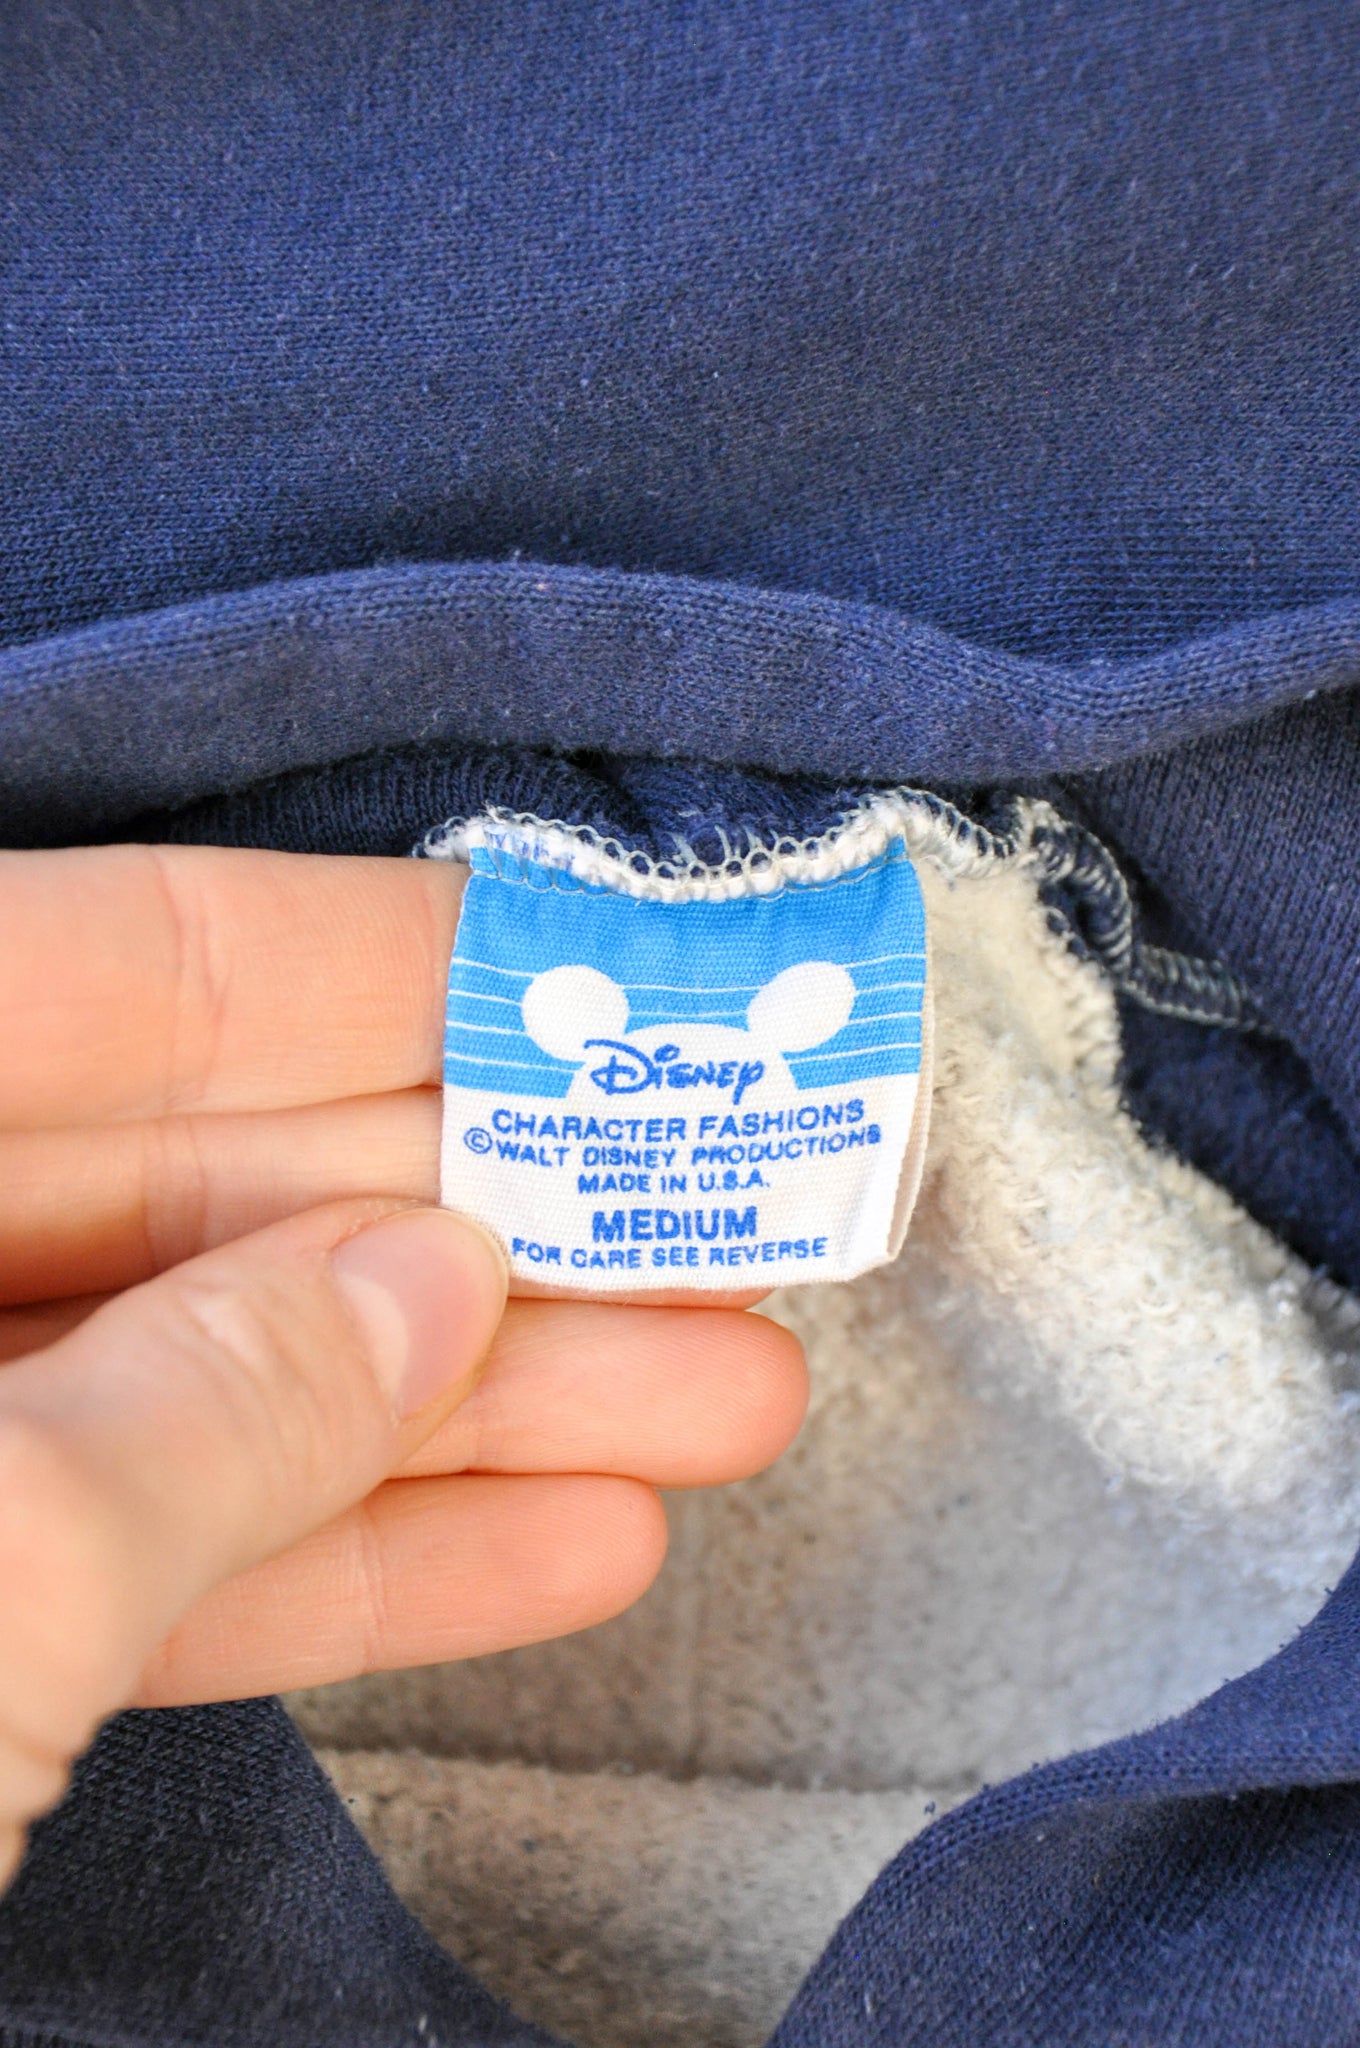 Disney
CHARACTER FASHIONS
©WALT DISNEY PRODUCTIONS
MADE IN U.S.A.
MEDIUM
FOR CARE SEE REVERSE